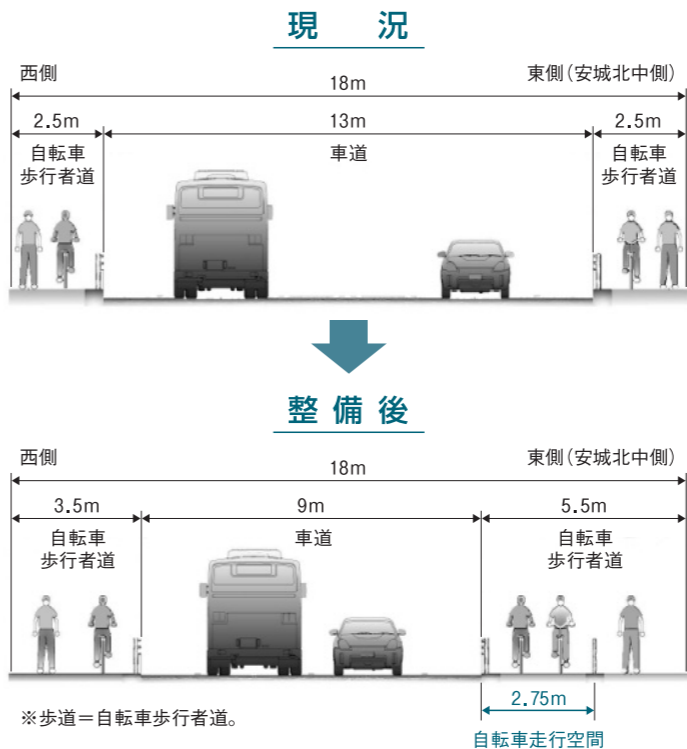 現　況
西側
東側（安城北中側）
18m
2.5m
13m
2.5m
自転車
歩行者道
車道
自転車
歩行者道
整備後
西側
東側（安城北中側）
18m
3.5m
9m
5.5m
自転車
歩行者道
車道
自転車
歩行者道
2.75m
自転車走行空間
※歩道＝自転車歩行者道。